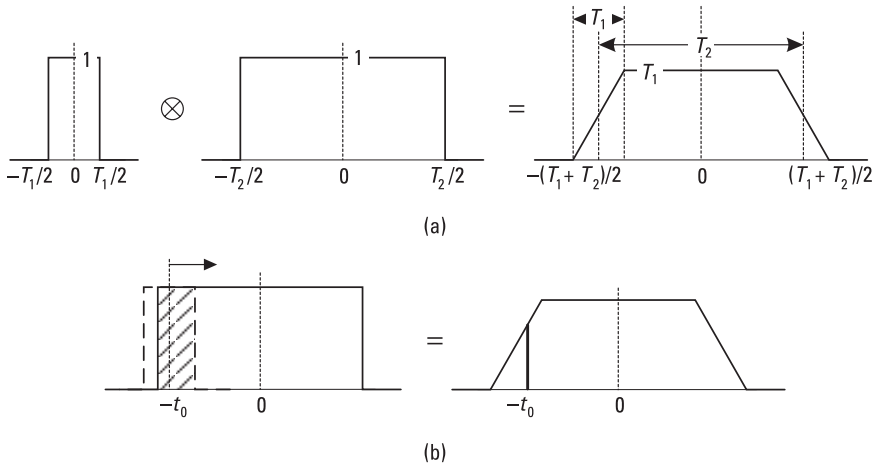 T₁
T₂
1
1
T₁
⊗
=
−T₁/2 0 T₁/2
−T₂/2 0 T₂/2
−(T₁ + T₂)/2 0 (T₁ + T₂)/2
(a)
=
−t₀ 0
−t₀ 0
(b)